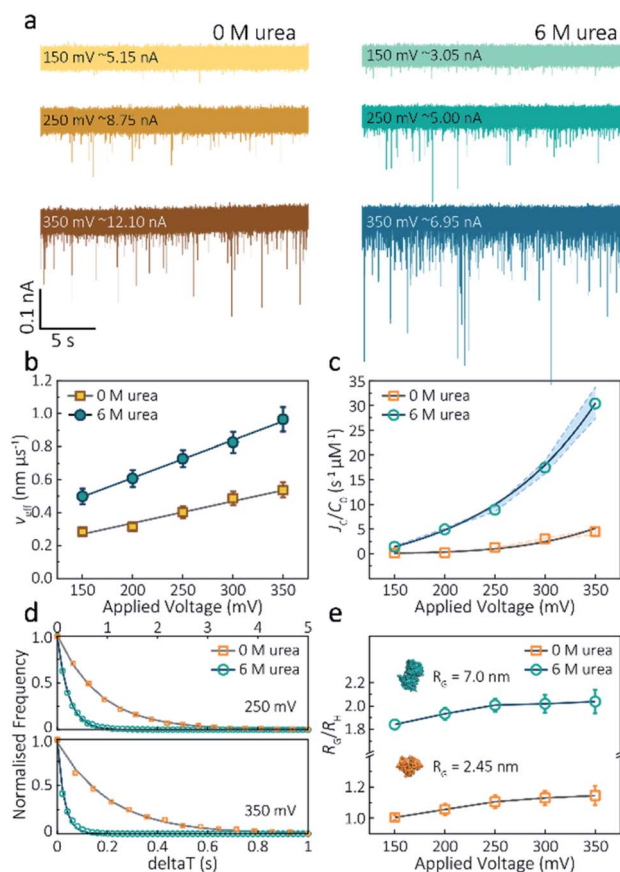 a
0 M urea
6 M urea
150 mV ~5.15 nA
150 mV ~3.05 nA
250 mV ~8.75 nA
250 mV ~5.00 nA
350 mV ~12.10 nA
350 mV ~6.95 nA
0.1 nA
5 s
b
1.2
1.0
0.8
0.6
0.4
0.2
0.0
0 M urea
6 M urea
v_eff (nm µs⁻¹)
150 200 250 300 350
Applied Voltage (mV)
c
35
30
25
20
15
10
5
0
0 M urea
6 M urea
(s⁻¹ µM⁻¹)
150 200 250 300 350
Applied Voltage (mV)
d
0 1 2 3 4 5
1.0
0.5
0
0 M urea
6 M urea
250 mV
1.0
0.5
0
350 mV
Normalised Frequency
0 0.2 0.4 0.6 0.8 1
deltaT (s)
e
2.2
2.0
1.8
1.2
1.0
0 M urea
6 M urea
R_G = 7.0 nm
R_G = 2.45 nm
R_G/R_H
150 200 250 300 350
Applied Voltage (mV)